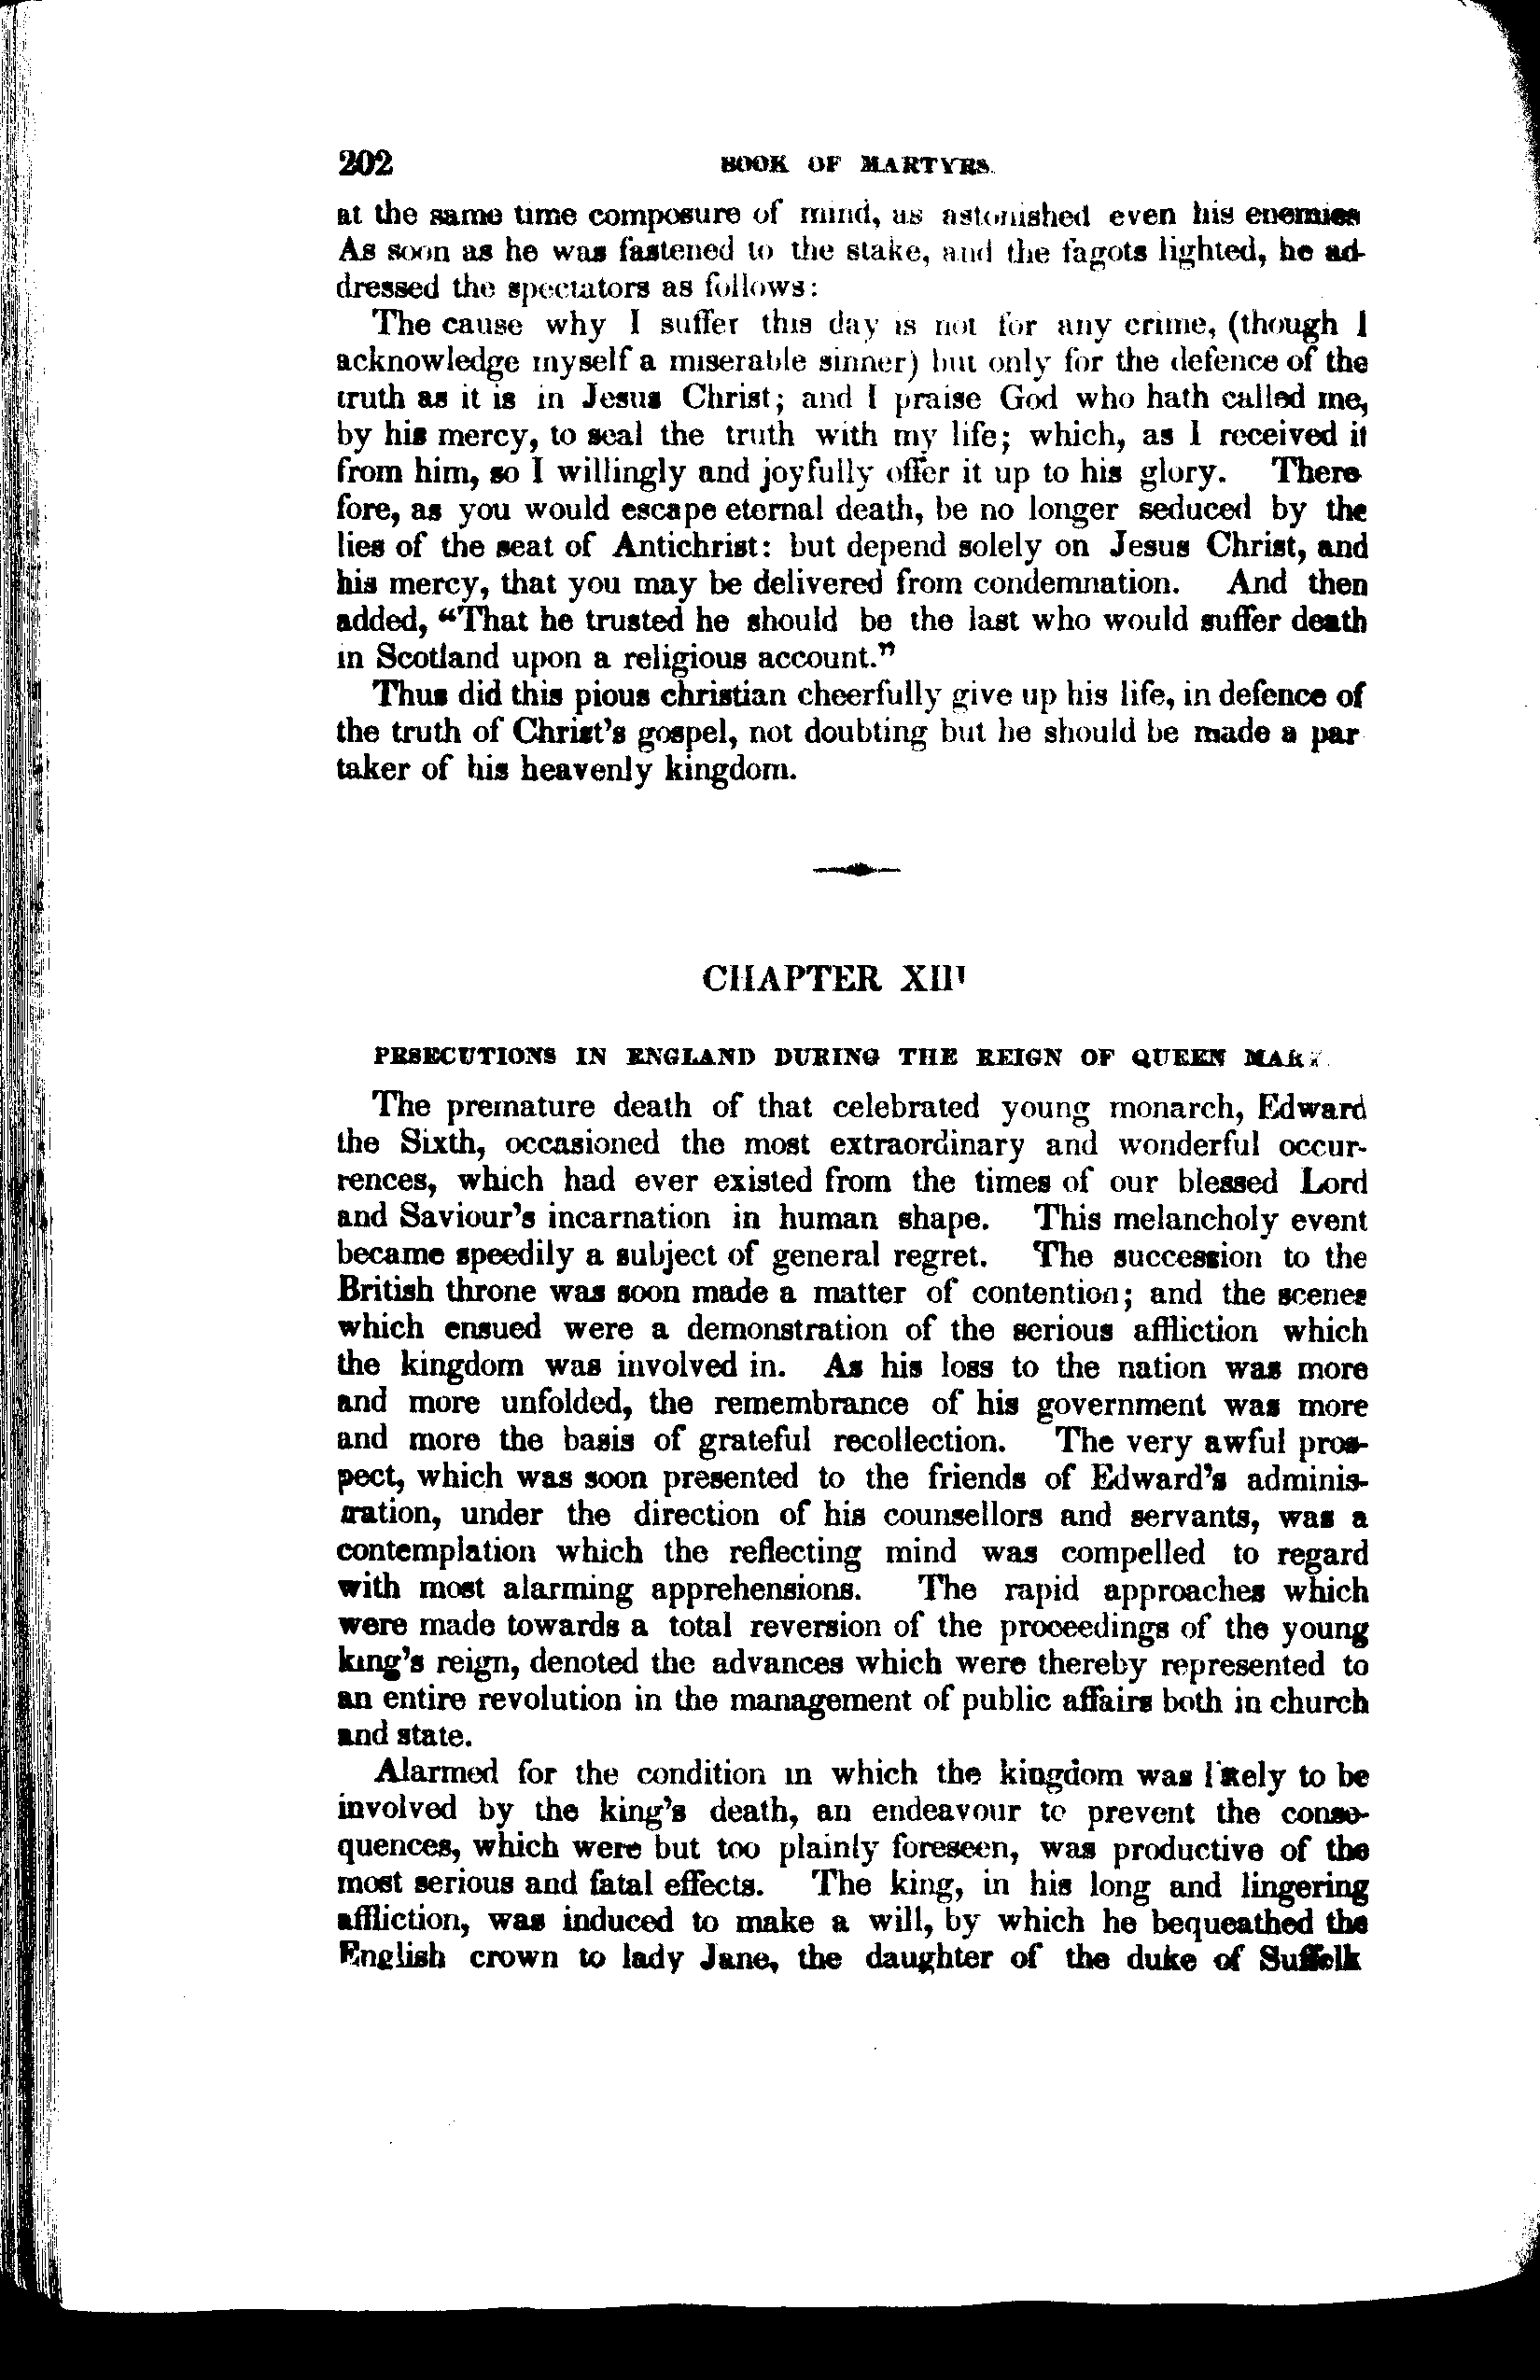 202 BOOK OF MARTYRS.
at the same time composure of mind, as astonished even his enemies
As soon as he was fastened to the stake, and the fagots lighted, he ad-
dressed the spectators as follows:
The cause why I suffer this day is not for any crime, (though I
acknowledge myself a miserable sinner) but only for the defence of the
truth as it is in Jesus Christ; and I praise God who hath called me,
by his mercy, to seal the truth with my life; which, as I received it
from him, so I willingly and joyfully offer it up to his glory. There
fore, as you would escape eternal death, be no longer seduced by the
lies of the seat of Antichrist: but depend solely on Jesus Christ, and
his mercy, that you may be delivered from condemnation. And then
added, “That he trusted he should be the last who would suffer death
in Scotland upon a religious account.”
Thus did this pious christian cheerfully give up his life, in defence of
the truth of Christ's gospel, not doubting but he should be made a par
taker of his heavenly kingdom.
CHAPTER XIII
PESECUTIONS IN ENGLAND DURING THE REIGN OF QUEEN MARY.
The premature death of that celebrated young monarch, Edward
the Sixth, occasioned the most extraordinary and wonderful occur-
rences, which had ever existed from the times of our blessed Lord
and Saviour's incarnation in human shape. This melancholy event
became speedily a subject of general regret. The succession to the
British throne was soon made a matter of contention; and the scenes
which ensued were a demonstration of the serious affliction which
the kingdom was involved in. As his loss to the nation was more
and more unfolded, the remembrance of his government was more
and more the basis of grateful recollection. The very awful pros-
pect, which was soon presented to the friends of Edward's adminis-
tration, under the direction of his counsellors and servants, was a
contemplation which the reflecting mind was compelled to regard
with most alarming apprehensions. The rapid approaches which
were made towards a total reversion of the proceedings of the young
king's reign, denoted the advances which were thereby represented to
an entire revolution in the management of public affairs both in church
and state.
Alarmed for the condition in which the kingdom was likely to be
involved by the king's death, an endeavour to prevent the conse-
quences, which were but too plainly foreseen, was productive of the
most serious and fatal effects. The king, in his long and lingering
affliction, was induced to make a will, by which he bequeathed the
English crown to lady Jane, the daughter of the duke of Suffolk